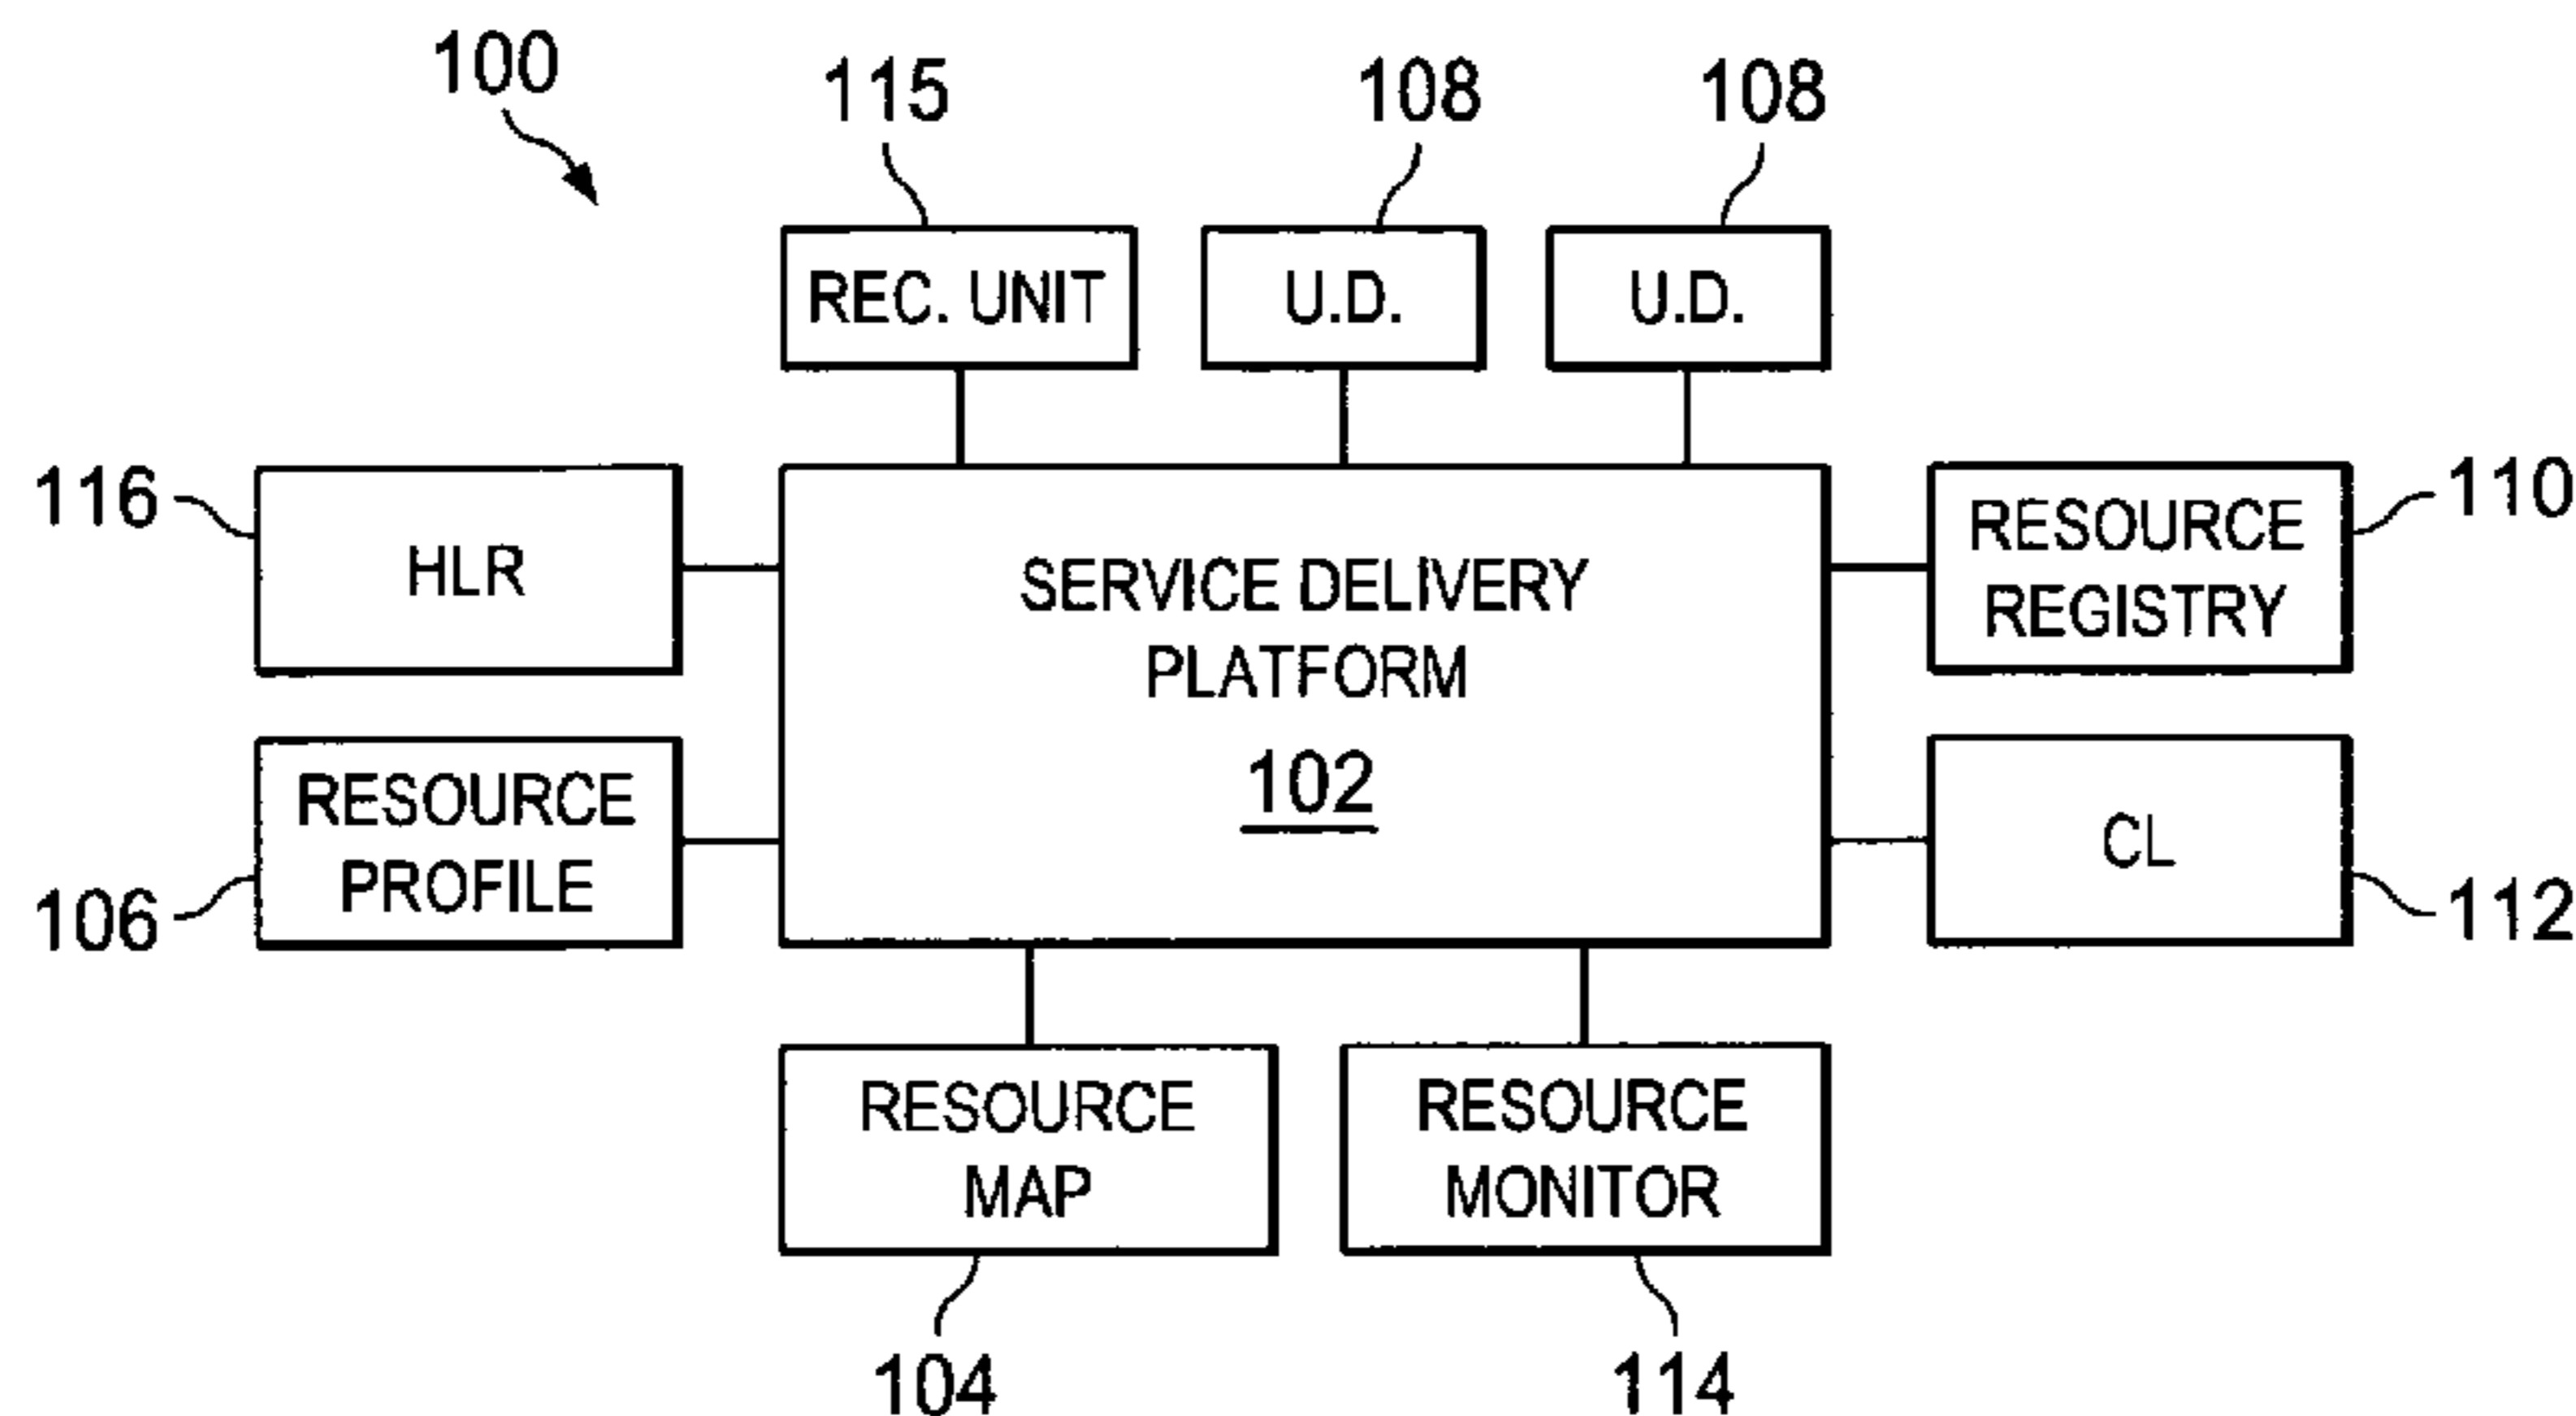 100
115
108
108
REC. UNIT
U.D.
U.D.
116
HLR
SERVICE DELIVERY
PLATFORM
102
RESOURCE
REGISTRY
110
RESOURCE
PROFILE
106
CL
112
RESOURCE
MAP
RESOURCE
MONITOR
104
114